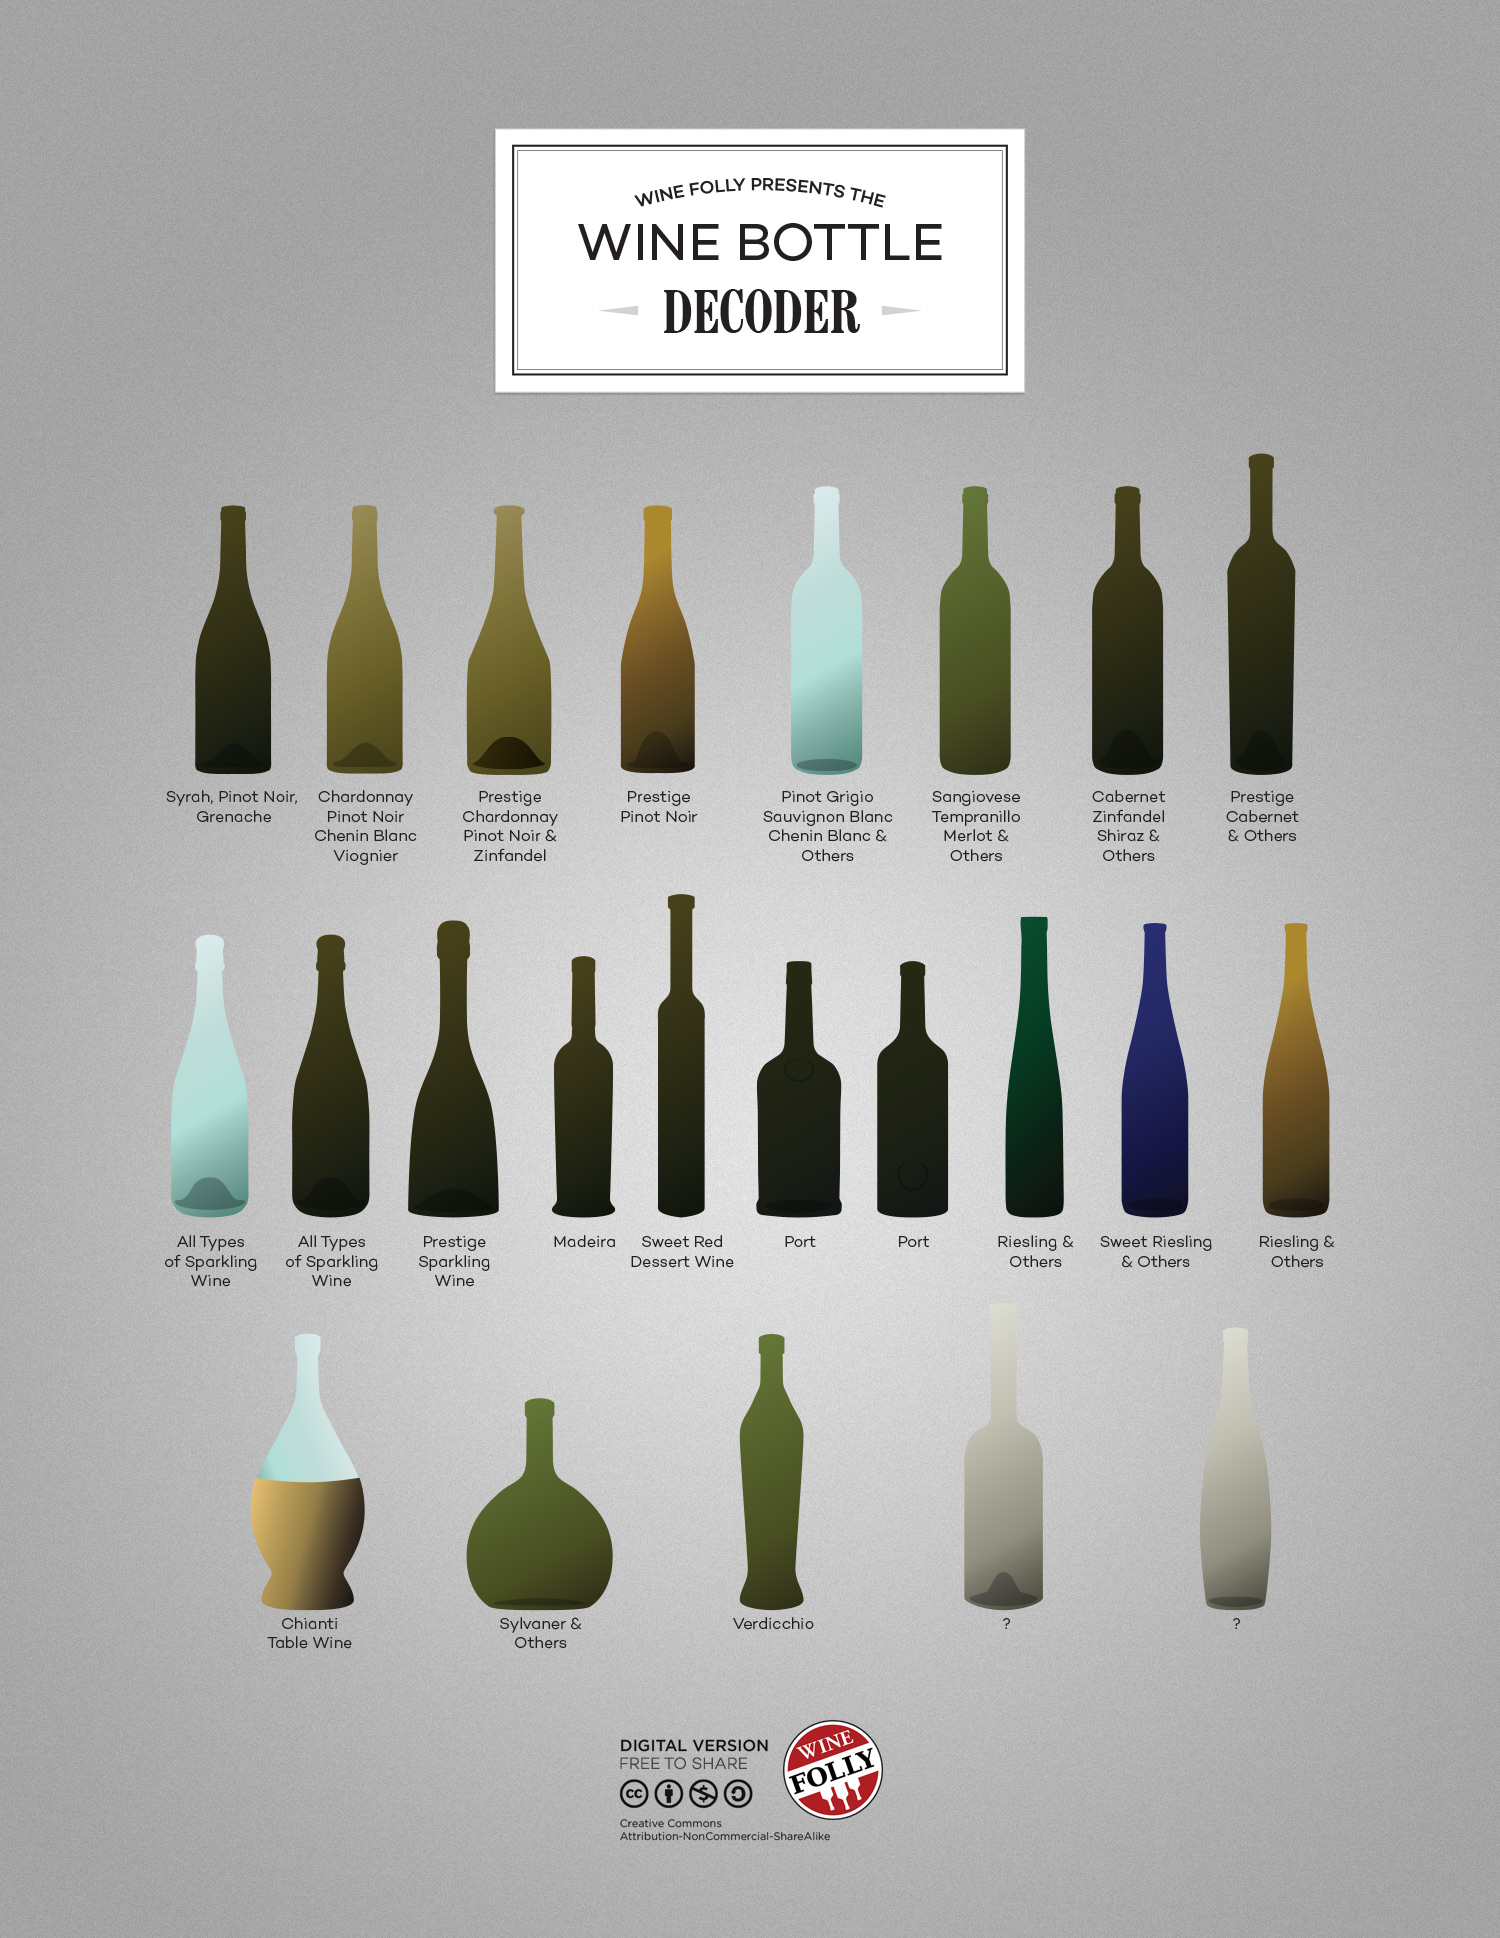 WINE FOLLY PRESENTS THE
WINE BOTTLE
DECODER
Syrah, Pinot Noir,
Grenache
Chardonnay
Pinot Noir
Chenin Blanc
Viognier
Prestige
Chardonnay
Pinot Noir &
Zinfandel
Prestige
Pinot Noir
Pinot Grigio
Sauvignon Blanc
Chenin Blanc &
Others
Sangiovese
Tempranillo
Merlot &
Others
Cabernet
Zinfandel
Shiraz &
Others
Prestige
Cabernet
& Others
All Types
of Sparkling
Wine
All Types
of Sparkling
Wine
Prestige
Sparkling
Wine
Madeira
Sweet Red
Dessert Wine
Port
Port
Riesling &
Others
Sweet Riesling
& Others
Riesling &
Others
Chianti
Table Wine
Sylvaner &
Others
Verdicchio
?
?
DIGITAL VERSION
FREE TO SHARE
cc
Creative Commons
Attribution-NonCommercial-ShareAlike
WINE
FOLLY